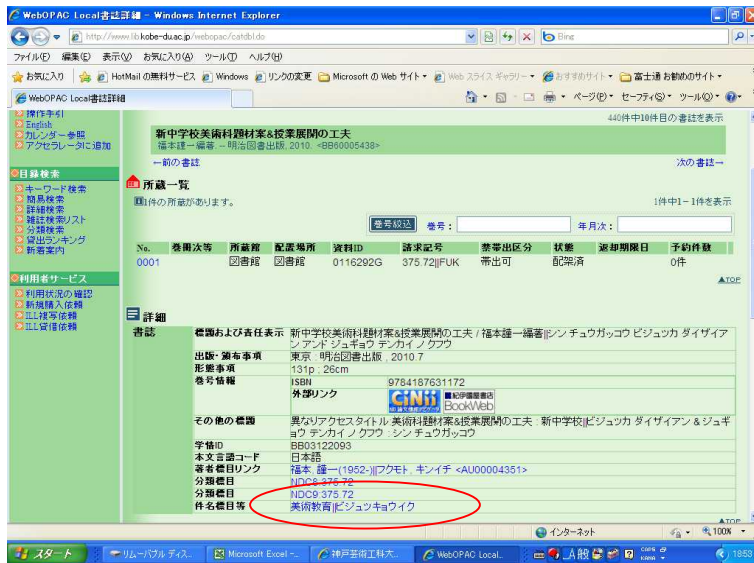 WebOPAC Local書誌詳細 - Windows Internet Explorer
http://www.lib.kobe-du.ac.jp/webopac/catdbl.do
Bing
ファイル(F) 編集(E) 表示(V) お気に入り(A) ツール(T) ヘルプ(H)
お気に入り HotMail の無料サービス Windows リンクの変更 Microsoft の Web サイト Web スライス ギャラリー おすすめサイト 富士通 お勧めのサイト
WebOPAC Local書誌詳細
ページ(P) セーフティ(S) ツール(O)
操作手引
English
カレンダー参照
アクセラレータに追加
目録検索
キーワード検索
簡易検索
詳細検索
雑誌検索リスト
分類検索
貸出ランキング
新着案内
利用者サービス
利用状況の確認
新規購入依頼
ILL複写依頼
ILL貸借依頼
440件中10件目の書誌を表示
新中学校美術科題材案&授業展開の工夫
福本謹一編著. -- 明治図書出版, 2010. <BB60005438>
←前の書誌 次の書誌→
所蔵一覧
1件の所蔵があります。 1件中1-1件を表示
巻号絞込 巻号: 年月次:
No. 巻冊次等 所蔵館 配置場所 資料ID 請求記号 禁帯出区分 状態 返却期限日 予約件数
0001 図書館 図書館 0116292G 375.72||FUK 帯出可 配架済 0件
▲TOP
詳細
書誌 標題および責任表示 新中学校美術科題材案&授業展開の工夫 / 福本謹一編著||シン チュウガッコウ ビジュツカ ダイザイア
ン アンド ジュギョウ テンカイ ノ クフウ
出版・頒布事項 東京 : 明治図書出版 , 2010.7
形態事項 131p ; 26cm
巻号情報 ISBN 9784187631172
外部リンク CiNii 紀伊國屋書店
BookWeb
その他の標題 異なりアクセスタイトル:美術科題材案&授業展開の工夫 : 新中学校||ビジュツカ ダイザイアン & ジュギ
ョウ テンカイ ノ クフウ : シン チュウガッコウ
学情ID BB03122093
本文言語コード 日本語
著者標目リンク 福本, 謹一(1952-)||フクモト, キンイチ <AU00004351>
分類標目 NDC8:375.72
分類標目 NDC9:375.72
件名標目等 美術教育||ビジュツキョウイク
▲TOP
インターネット 100%
スタート リムーバブル ディス... Microsoft Excel -... 神戸芸術工科大... WebOPAC Local... A般 CAPS KANA 18:53